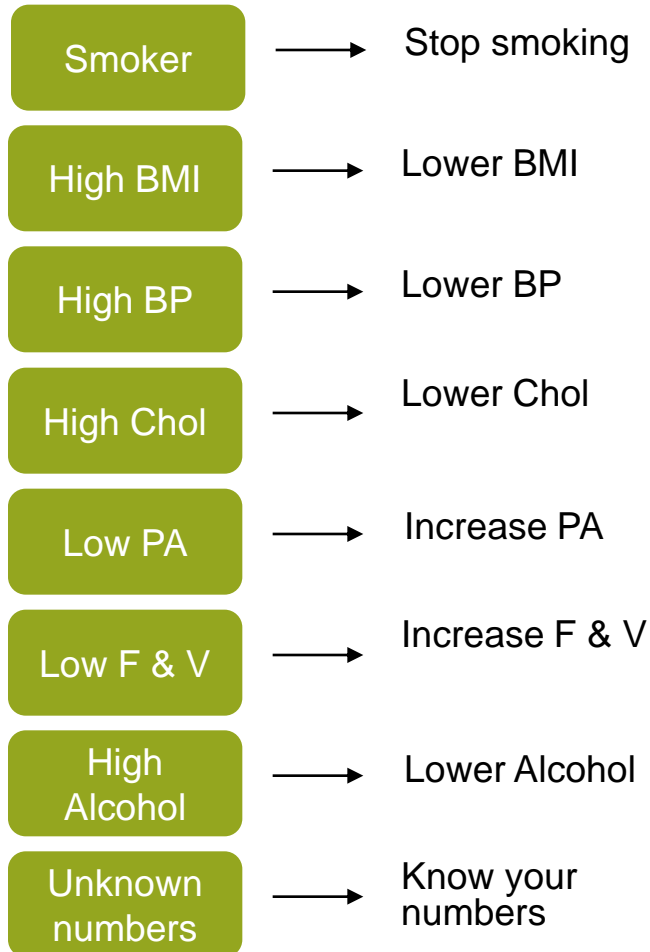 Smoker
Stop smoking
High BMI
Lower BMI
High BP
Lower BP
High Chol
Lower Chol
Low PA
Increase PA
Low F & V
Increase F & V
High
Alcohol
Lower Alcohol
Unknown
numbers
Know your
numbers